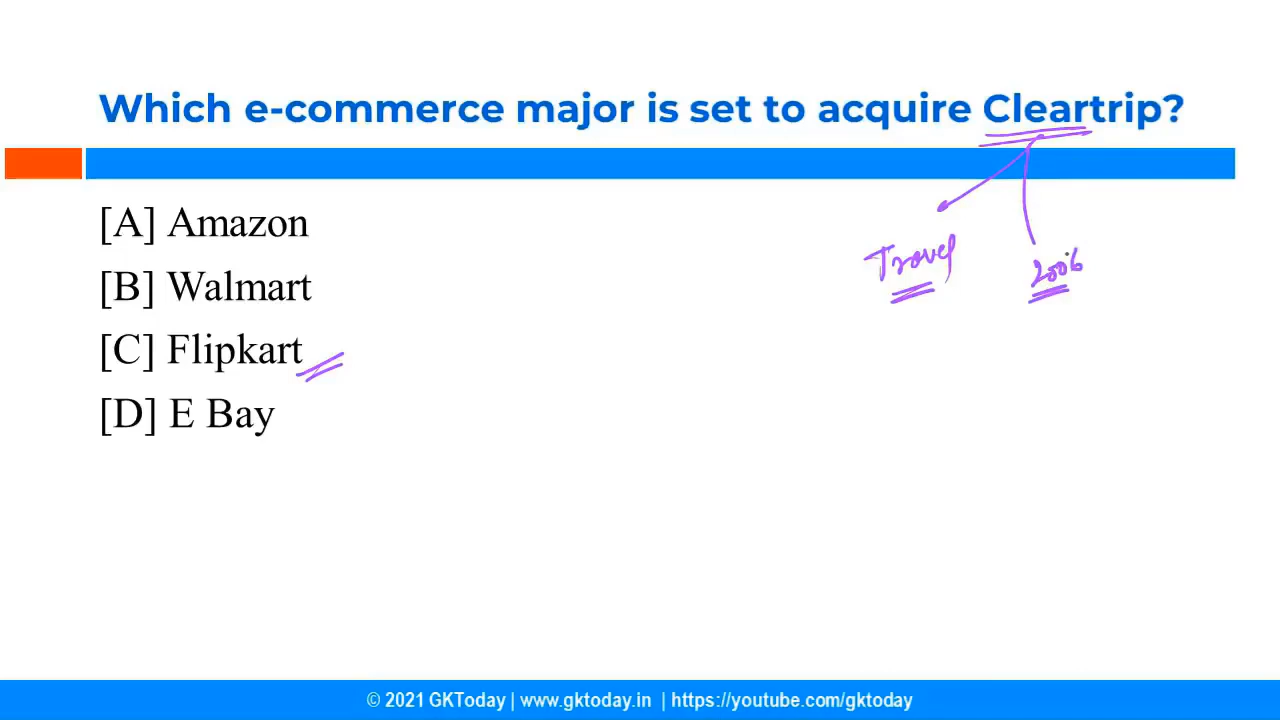 Which e-commerce major is set to acquire Cleartrip?
[A] Amazon
[B] Walmart
[C] Flipkart
[D] E Bay
Travel
2006
© 2021 GKToday | www.gktoday.in | https://youtube.com/gktoday